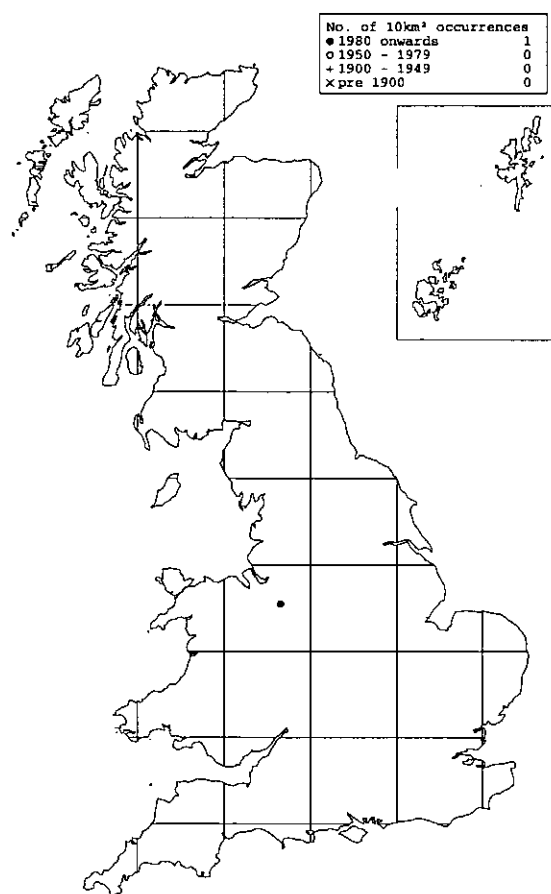 No. of 10km² occurrences
● 1980 onwards 1
○ 1950 - 1979 0
+ 1900 - 1949 0
× pre 1900 0